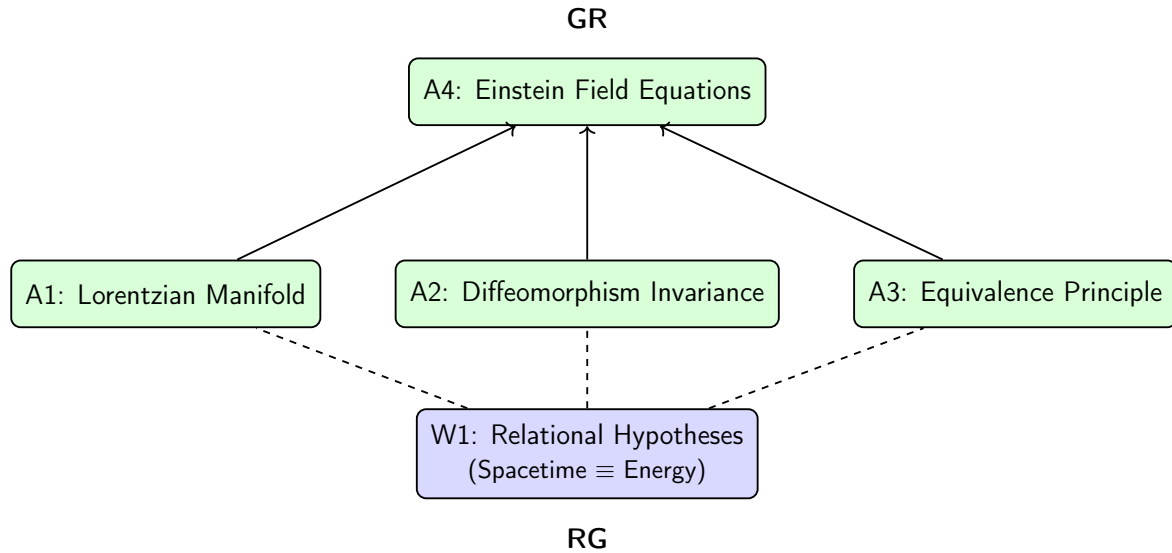 GR
A4: Einstein Field Equations
A1: Lorentzian Manifold
A2: Diffeomorphism Invariance
A3: Equivalence Principle
W1: Relational Hypotheses
(Spacetime ≡ Energy)
RG